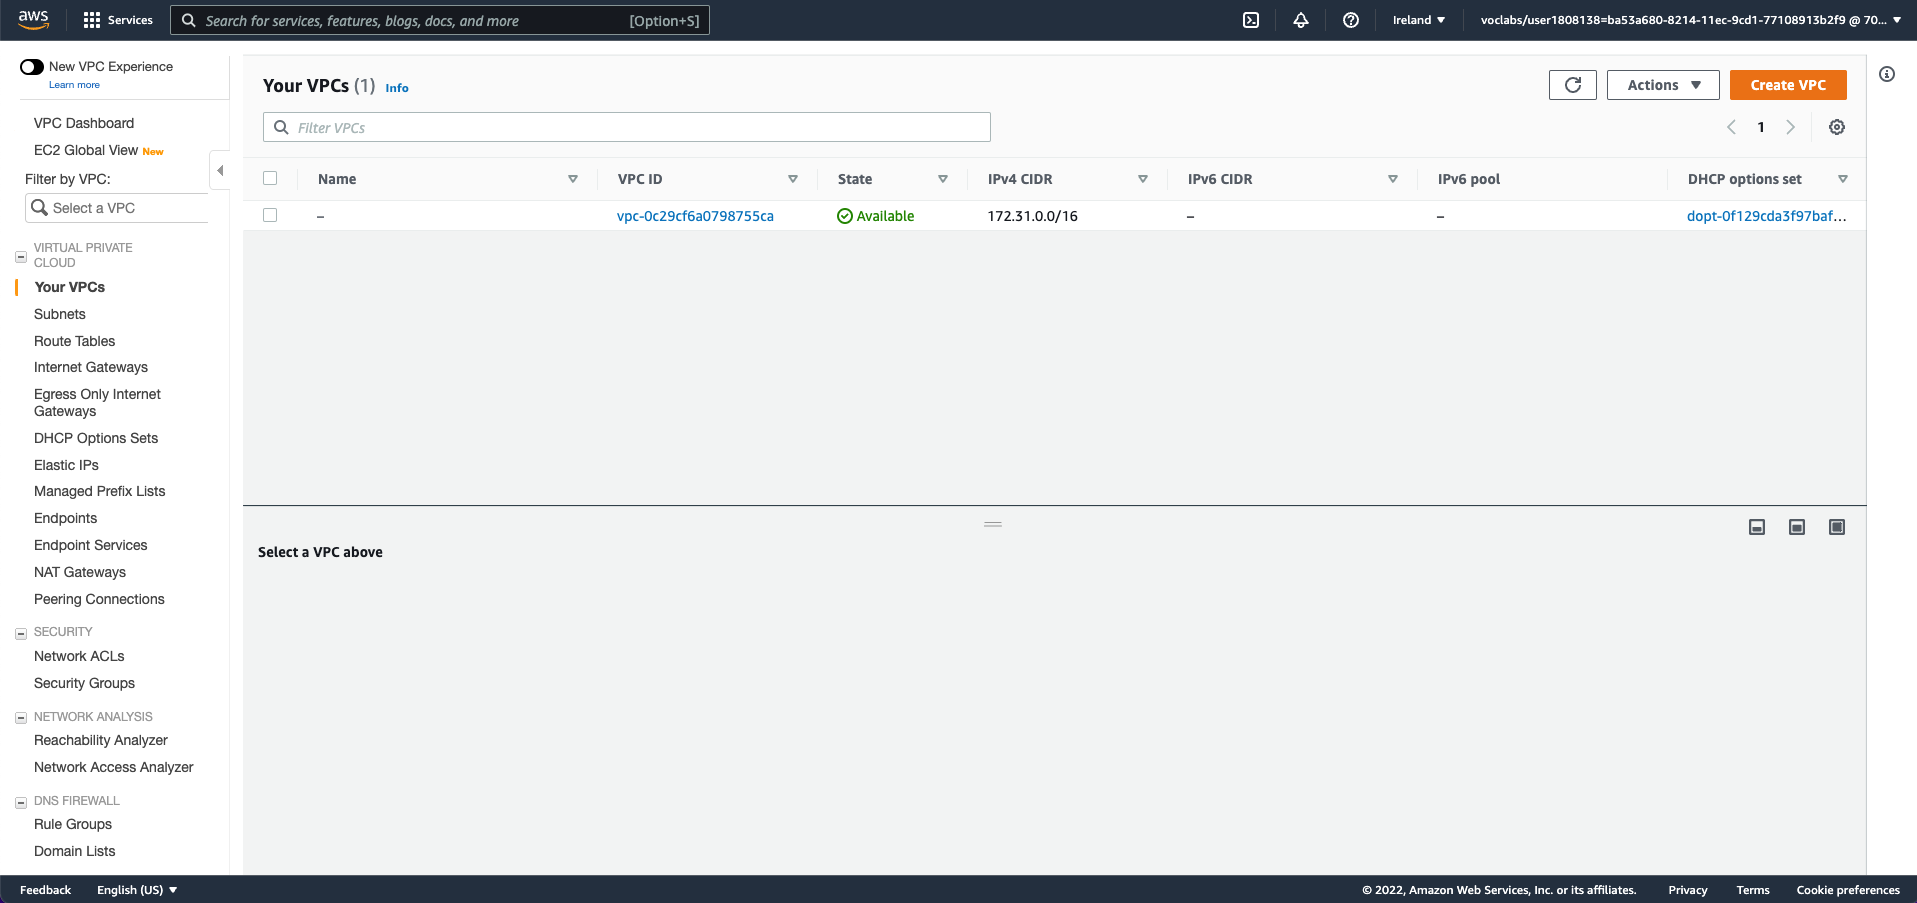 aws
Services
Search for services, features, blogs, docs, and more
[Option+S]
Ireland
voclabs/user1808138=ba53a680-8214-11ec-9cd1-77108913b2f9 @ 70...
New VPC Experience
Learn more
VPC Dashboard
EC2 Global View New
Filter by VPC:
Select a VPC
VIRTUAL PRIVATE
CLOUD
Your VPCs
Subnets
Route Tables
Internet Gateways
Egress Only Internet
Gateways
DHCP Options Sets
Elastic IPs
Managed Prefix Lists
Endpoints
Endpoint Services
NAT Gateways
Peering Connections
SECURITY
Network ACLs
Security Groups
NETWORK ANALYSIS
Reachability Analyzer
Network Access Analyzer
DNS FIREWALL
Rule Groups
Domain Lists
Your VPCs (1) Info
Actions
Create VPC
Filter VPCs
1
Name VPC ID State IPv4 CIDR IPv6 CIDR IPv6 pool DHCP options set
– vpc-0c29cf6a0798755ca Available 172.31.0.0/16 – – dopt-0f129cda3f97baf...
Select a VPC above
Feedback English (US) © 2022, Amazon Web Services, Inc. or its affiliates. Privacy Terms Cookie preferences